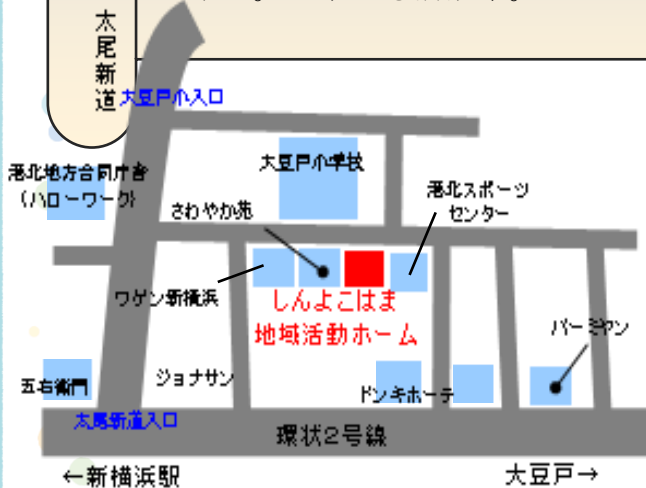 太尾新道
大豆戸小入口
港北地方合同庁舎
(ハローワーク)
大豆戸小学校
さわやか苑
港北スポーツ
センター
ワゲン新横浜
しんよこはま
地域活動ホーム
バーミヤン
五右衛門
ジョナサン
ドンキホーテ
太尾新道入口
環状2号線
←新横浜駅
大豆戸→